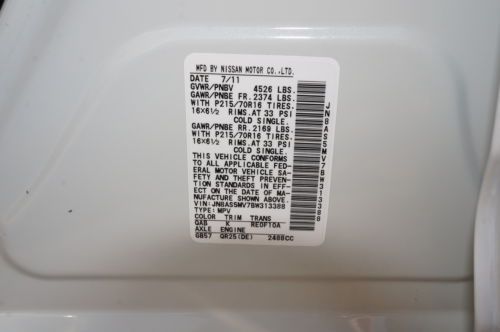 MFD BY NISSAN MOTOR CO.,LTD.
DATE 7/11
GVWR/PNBV 4526 LBS.
GAWR/PNBE FR. 2374 LBS.
WITH P215/70R16 TIRES.
16X6½ RIMS.AT 33 PSI
COLD SINGLE.
GAWR/PNBE RR. 2169 LBS.
WITH P215/70R16 TIRES.
16X6½ RIMS.AT 33 PSI
COLD SINGLE.
THIS VEHICLE CONFORMS
TO ALL APPLICABLE FED-
ERAL MOTOR VEHICLE SA-
FETY AND THEFT PREVEN-
TION STANDARDS IN EFF-
ECT ON THE DATE OF MA-
NUFACTURE SHOWN ABOVE.
VIN:JN8AS5MV7BW313388
TYPE: MPV
COLOR TRIM TRANS
QAB K RE0F10A
AXLE ENGINE
GB57 QR25(DE) 2488CC
JN8AS5MV7BW313388